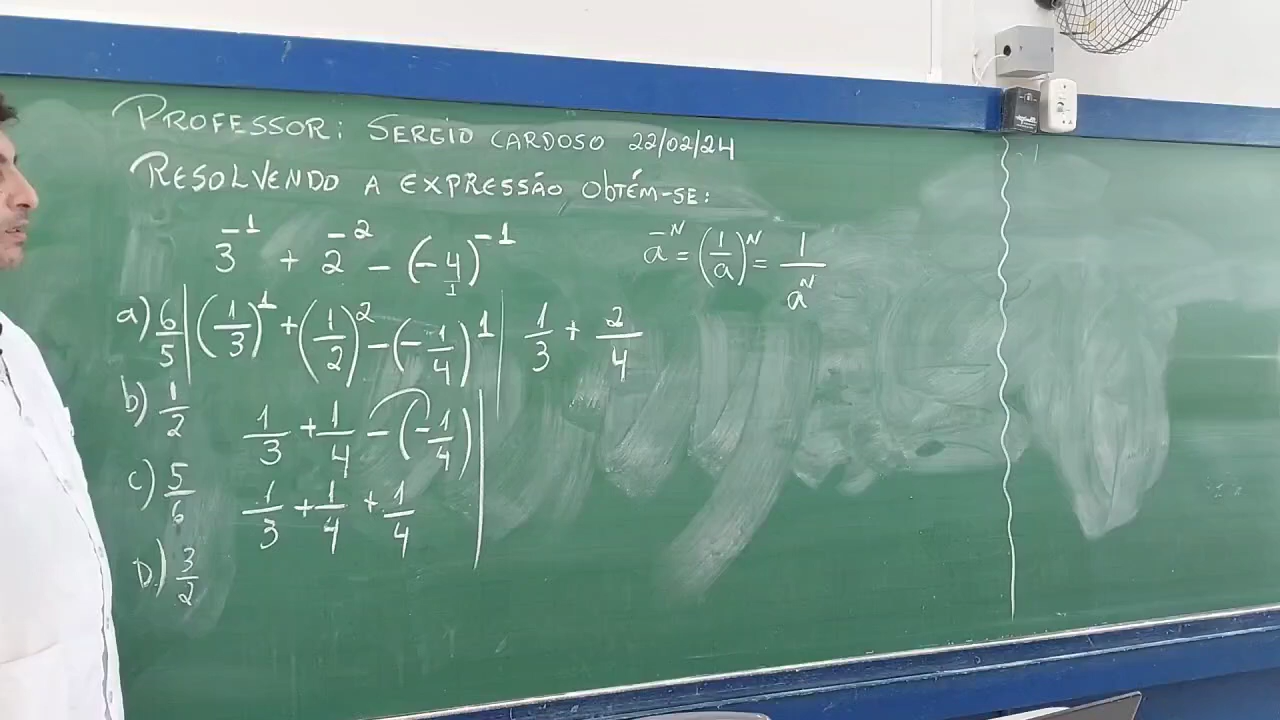 PROFESSOR: SERGIO CARDOSO 22/02/24
RESOLVENDO A EXPRESSÃO ObTÉM-SE:
3^-1 + 2^-2 - (-4/1)^-1
a^-N = (1/a)^N = 1/a^N
a) 6/5 | (1/3)^1 + (1/2)^2 - (-1/4)^1 | 1/3 + 2/4
b) 1/2
1/3 + 1/4 - (-1/4)
c) 5/6
1/3 + 1/4 + 1/4
D.) 3/2